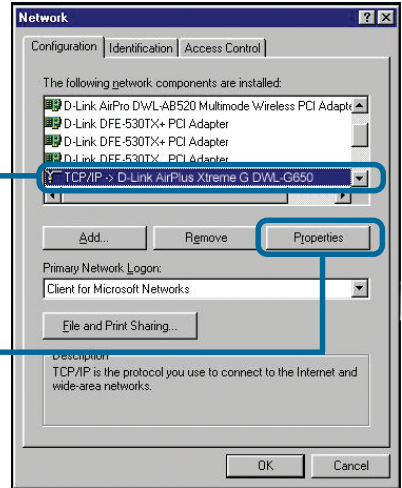 Network
Configuration Identification Access Control
The following network components are installed:
D-Link AirPro DWL-AB520 Multimode Wireless PCI Adapte
D-Link DFE-530TX+ PCI Adapter
D-Link DFE-530TX+ PCI Adapter
D-Link DFE-530TX PCI Adapter
TCP/IP -> D-Link AirPlus Xtreme G DWL-G650
Add... Remove Properties
Primary Network Logon:
Client for Microsoft Networks
File and Print Sharing...
Description
TCP/IP is the protocol you use to connect to the Internet and
wide-area networks.
OK Cancel